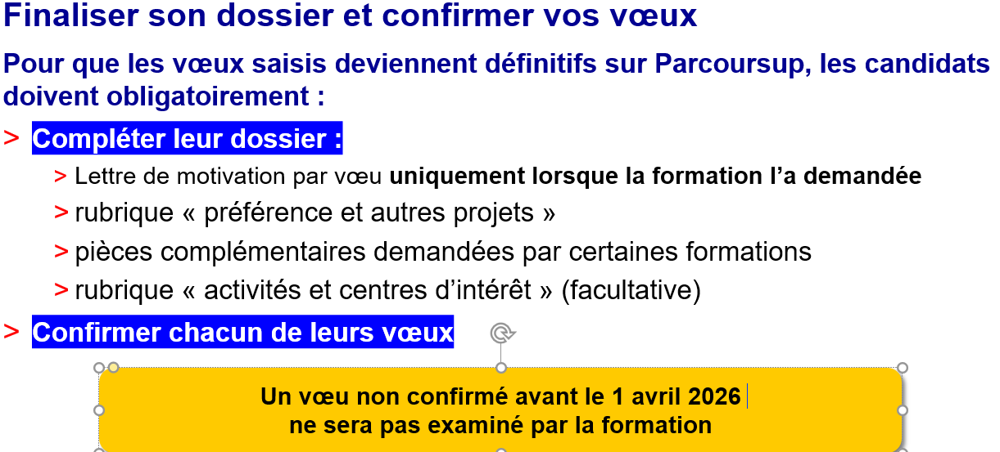 Finaliser son dossier et confirmer vos vœux
Pour que les vœux saisis deviennent définitifs sur Parcoursup, les candidats
doivent obligatoirement :
> Compléter leur dossier :
> Lettre de motivation par vœu uniquement lorsque la formation l’a demandée
> rubrique « préférence et autres projets »
> pièces complémentaires demandées par certaines formations
> rubrique « activités et centres d’intérêt » (facultative)
> Confirmer chacun de leurs vœux
Un vœu non confirmé avant le 1 avril 2026
ne sera pas examiné par la formation